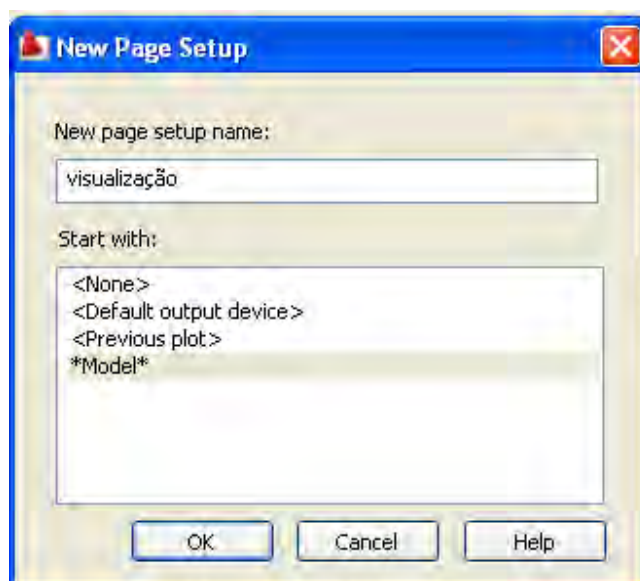 New Page Setup
New page setup name:
visualização
Start with:
<None>
<Default output device>
<Previous plot>
*Model*
OK Cancel Help